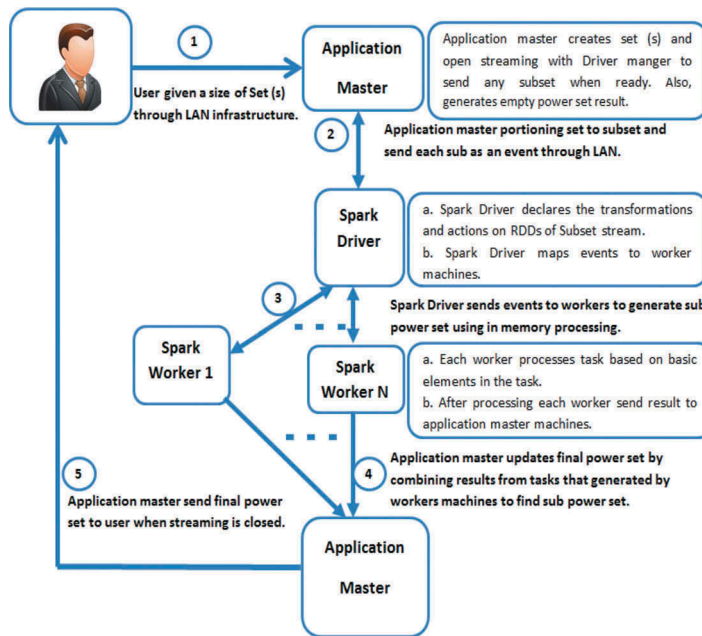 1
User given a size of Set (s)
through LAN infrastructure.
Application
Master
Application master creates set (s) and
open streaming with Driver manger to
send any subset when ready. Also,
generates empty power set result.
2
Application master portioning set to subset and
send each sub as an event through LAN.
Spark
Driver
a. Spark Driver declares the transformations
and actions on RDDs of Subset stream.
b. Spark Driver maps events to worker
machines.
3
Spark Driver sends events to workers to generate sub
power set using in memory processing.
Spark
Worker 1
Spark
Worker N
a. Each worker processes task based on basic
elements in the task.
b. After processing each worker send result to
application master machines.
4
Application master updates final power set by
combining results from tasks that generated by
workers machines to find sub power set.
5
Application master send final power
set to user when streaming is closed.
Application
Master